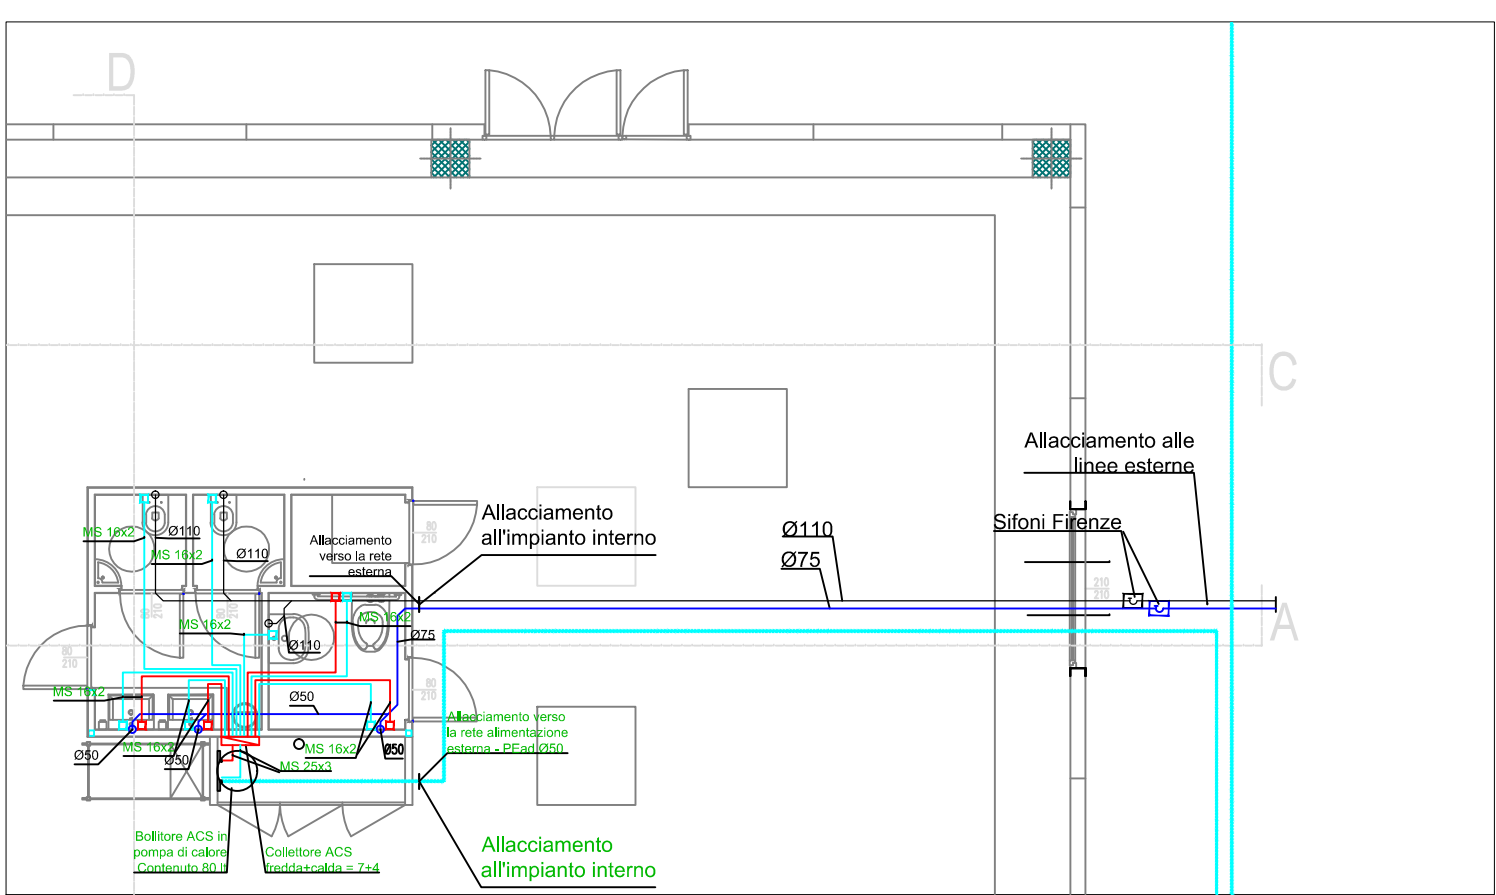 D
C
Allacciamento alle
linee esterne
Sifoni Firenze
Allacciamento
all'impianto interno
Ø110
Ø75
80
210
MS 16x2
Ø110
MS 16x2
Ø110
Allacciamento
verso la rete
esterna
210
210
A
80
210
80
210
MS 16x2
MS 16x2
Ø110
Ø75
80
210
80
210
MS 16x2
Ø50
80
210
Allacciamento verso
la rete alimentazione
esterna - PEad Ø50
Ø50
MS 16x2
Ø50
MS 16x2
Ø50
MS 25x3
Bollitore ACS in
pompa di calore
Contenuto 80 lt
Collettore ACS
fredda+calda = 7+4
Allacciamento
all'impianto interno